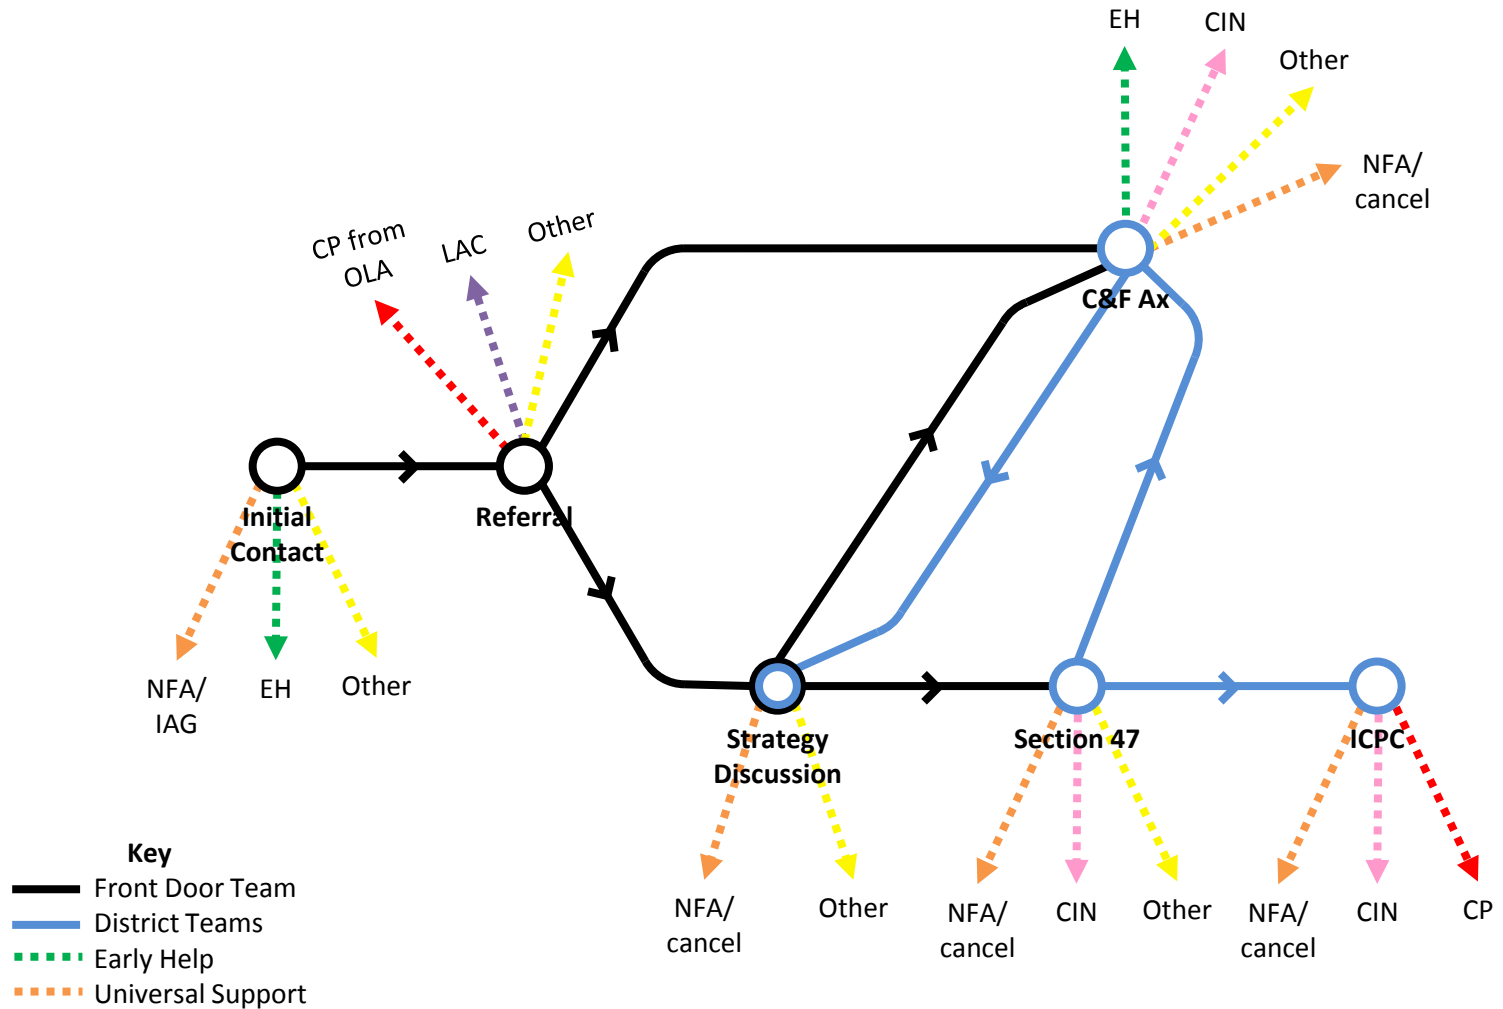 EH
CIN
Other
NFA/
cancel
CP from
OLA
LAC
Other
C&F Ax
Initial
Contact
Referral
NFA/
IAG
EH
Other
Strategy
Discussion
Section 47
ICPC
NFA/
cancel
Other
NFA/
cancel
CIN
Other
NFA/
cancel
CIN
CP
Key
Front Door Team
District Teams
Early Help
Universal Support